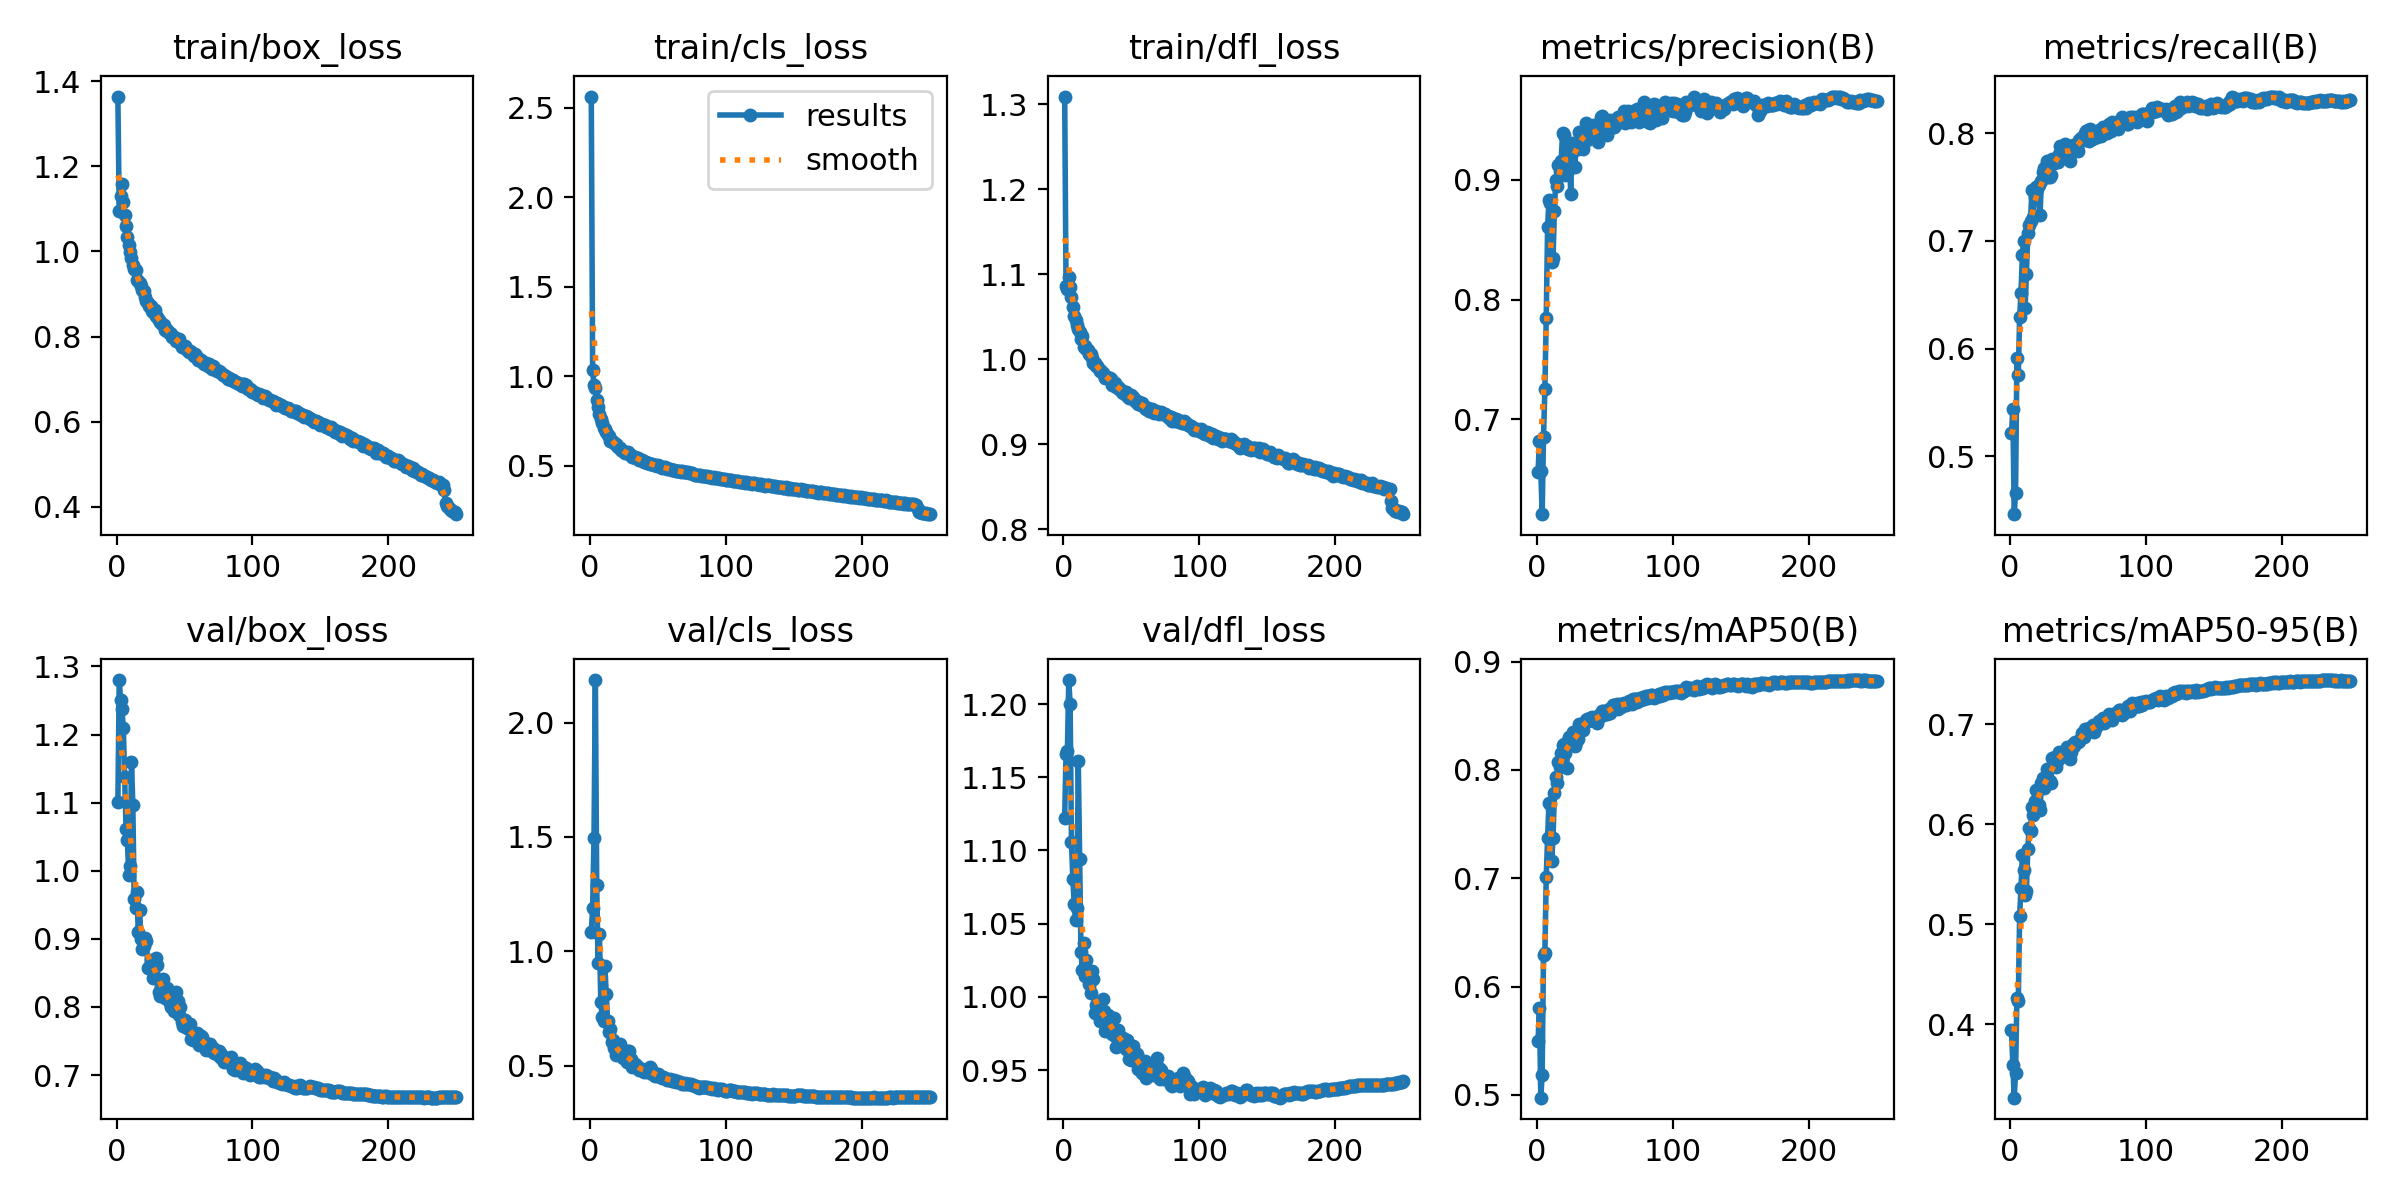 train/box_loss
1.4
1.2
1.0
0.8
0.6
0.4
0 100 200
train/cls_loss
results
smooth
2.5
2.0
1.5
1.0
0.5
0 100 200
train/dfl_loss
1.3
1.2
1.1
1.0
0.9
0.8
0 100 200
metrics/precision(B)
0.9
0.8
0.7
0 100 200
metrics/recall(B)
0.8
0.7
0.6
0.5
0 100 200
val/box_loss
1.3
1.2
1.1
1.0
0.9
0.8
0.7
0 100 200
val/cls_loss
2.0
1.5
1.0
0.5
0 100 200
val/dfl_loss
1.20
1.15
1.10
1.05
1.00
0.95
0 100 200
metrics/mAP50(B)
0.9
0.8
0.7
0.6
0.5
0 100 200
metrics/mAP50-95(B)
0.7
0.6
0.5
0.4
0 100 200